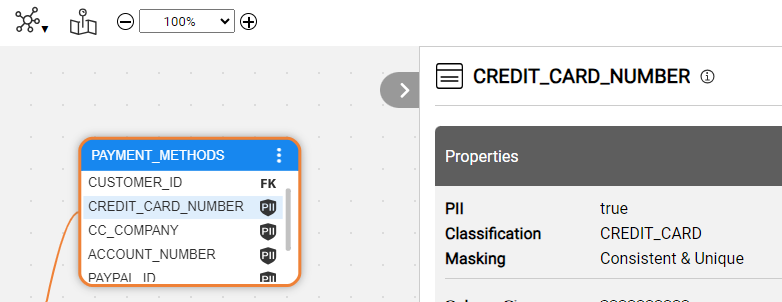 100%
CREDIT_CARD_NUMBER
PAYMENT_METHODS
CUSTOMER_ID FK
CREDIT_CARD_NUMBER PII
CC_COMPANY PII
ACCOUNT_NUMBER PII
PAYPAL_ID PII
Properties
PII true
Classification CREDIT_CARD
Masking Consistent & Unique